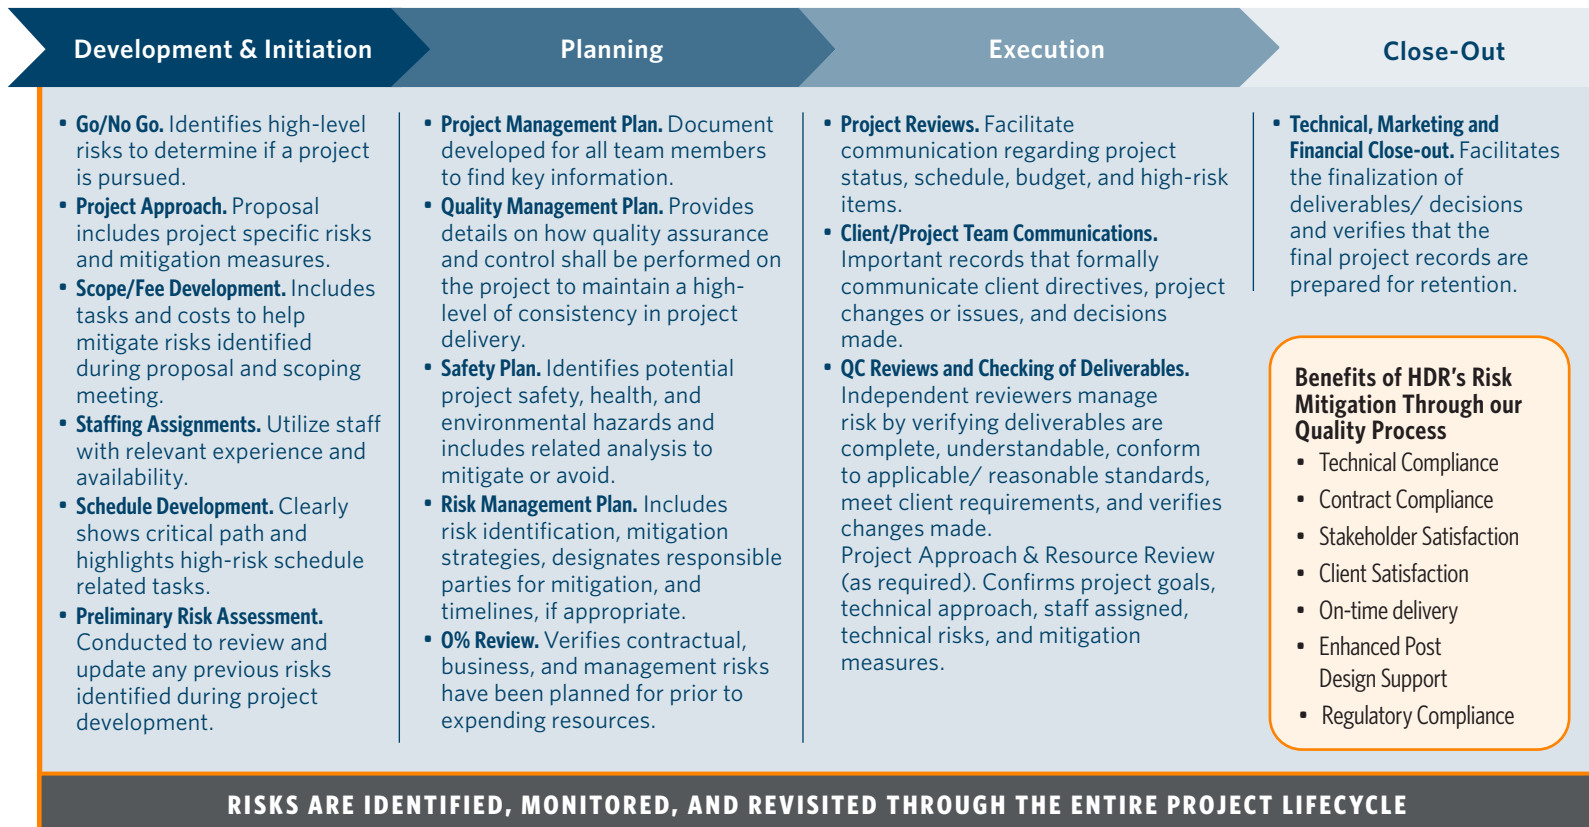 Development & Initiation
Planning
Execution
Close-Out
• Go/No Go. Identifies high-level
risks to determine if a project
is pursued.
• Project Approach. Proposal
includes project specific risks
and mitigation measures.
• Scope/Fee Development. Includes
tasks and costs to help
mitigate risks identified
during proposal and scoping
meeting.
• Staffing Assignments. Utilize staff
with relevant experience and
availability.
• Schedule Development. Clearly
shows critical path and
highlights high-risk schedule
related tasks.
• Preliminary Risk Assessment.
Conducted to review and
update any previous risks
identified during project
development.
• Project Management Plan. Document
developed for all team members
to find key information.
• Quality Management Plan. Provides
details on how quality assurance
and control shall be performed on
the project to maintain a high-
level of consistency in project
delivery.
• Safety Plan. Identifies potential
project safety, health, and
environmental hazards and
includes related analysis to
mitigate or avoid.
• Risk Management Plan. Includes
risk identification, mitigation
strategies, designates responsible
parties for mitigation, and
timelines, if appropriate.
• 0% Review. Verifies contractual,
business, and management risks
have been planned for prior to
expending resources.
• Project Reviews. Facilitate
communication regarding project
status, schedule, budget, and high-risk
items.
• Client/Project Team Communications.
Important records that formally
communicate client directives, project
changes or issues, and decisions
made.
• QC Reviews and Checking of Deliverables.
Independent reviewers manage
risk by verifying deliverables are
complete, understandable, conform
to applicable/ reasonable standards,
meet client requirements, and verifies
changes made.
Project Approach & Resource Review
(as required). Confirms project goals,
technical approach, staff assigned,
technical risks, and mitigation
measures.
• Technical, Marketing and
Financial Close-out. Facilitates
the finalization of
deliverables/ decisions
and verifies that the
final project records are
prepared for retention.
Benefits of HDR's Risk
Mitigation Through our
Quality Process
• Technical Compliance
• Contract Compliance
• Stakeholder Satisfaction
• Client Satisfaction
• On-time delivery
• Enhanced Post
Design Support
• Regulatory Compliance
RISKS ARE IDENTIFIED, MONITORED, AND REVISITED THROUGH THE ENTIRE PROJECT LIFECYCLE